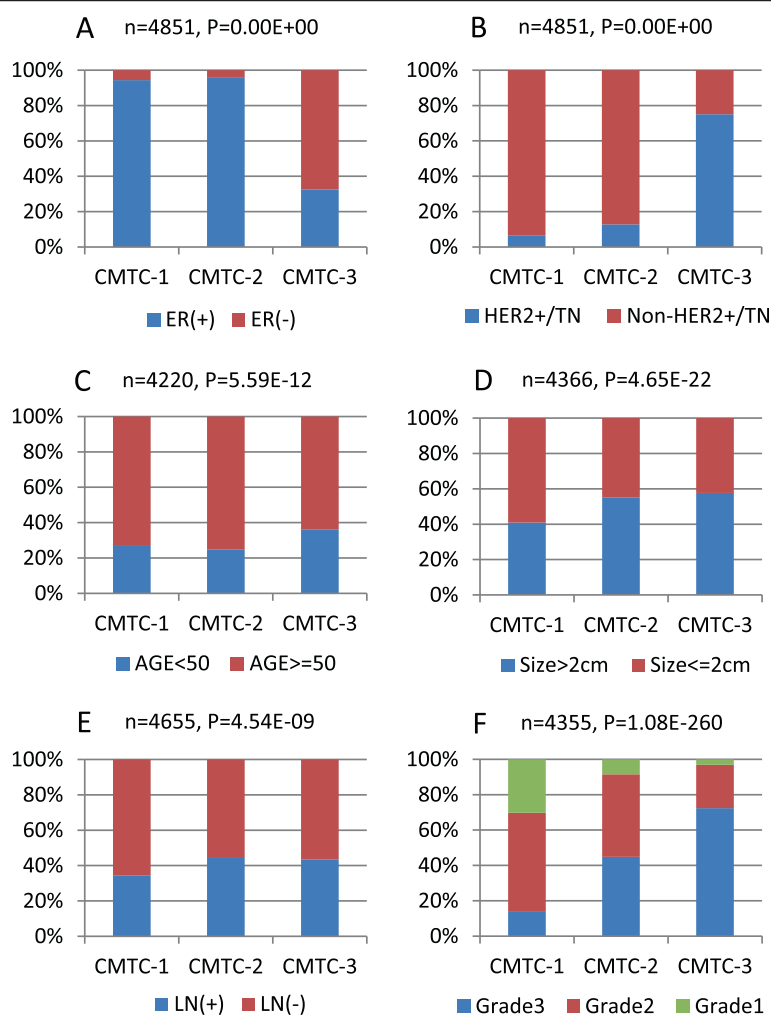 A n=4851, P=0.00E+00
100%
80%
60%
40%
20%
0%
CMTC-1 CMTC-2 CMTC-3
ER(+) ER(-)
B n=4851, P=0.00E+00
100%
80%
60%
40%
20%
0%
CMTC-1 CMTC-2 CMTC-3
HER2+/TN Non-HER2+/TN
C n=4220, P=5.59E-12
100%
80%
60%
40%
20%
0%
CMTC-1 CMTC-2 CMTC-3
AGE<50 AGE>=50
D n=4366, P=4.65E-22
100%
80%
60%
40%
20%
0%
CMTC-1 CMTC-2 CMTC-3
Size>2cm Size<=2cm
E n=4655, P=4.54E-09
100%
80%
60%
40%
20%
0%
CMTC-1 CMTC-2 CMTC-3
LN(+) LN(-)
F n=4355, P=1.08E-260
100%
80%
60%
40%
20%
0%
CMTC-1 CMTC-2 CMTC-3
Grade3 Grade2 Grade1